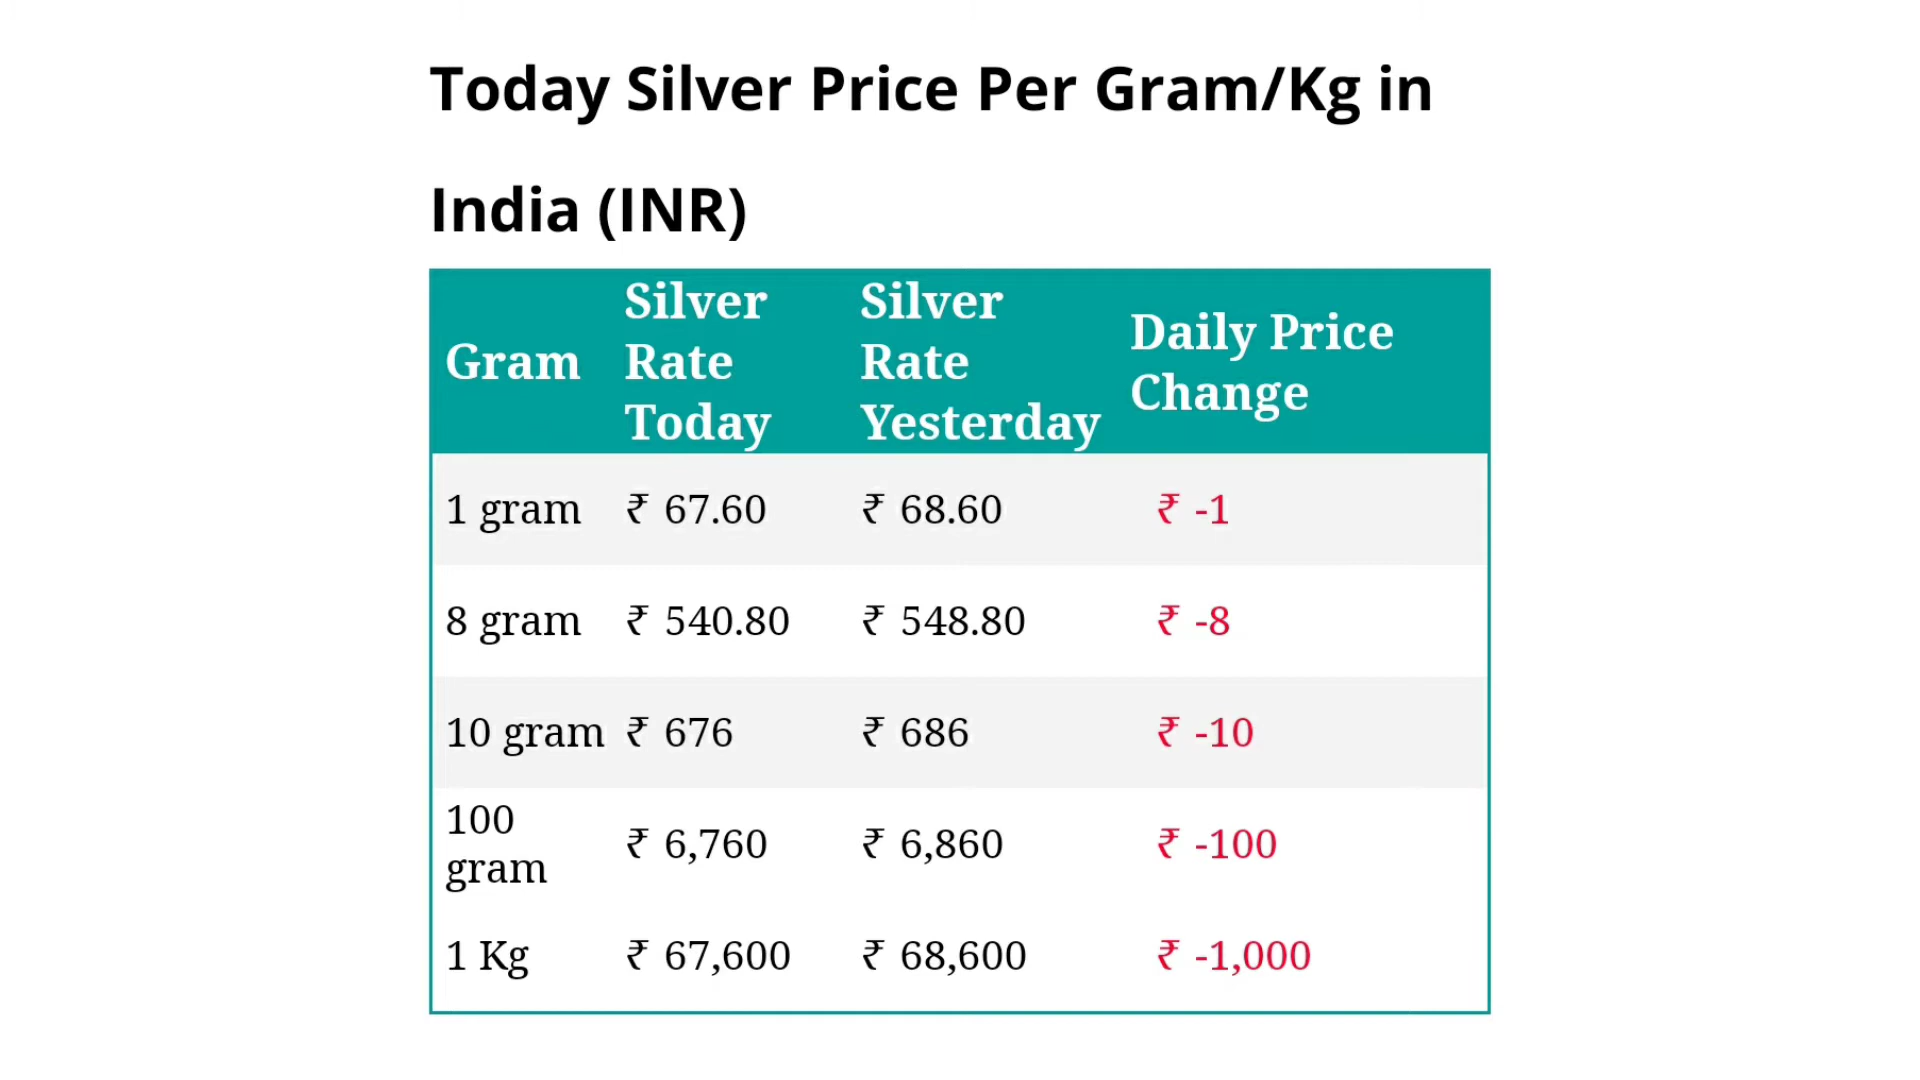 Today Silver Price Per Gram/Kg in
India (INR)
Gram
Silver
Rate
Today
Silver
Rate
Yesterday
Daily Price
Change
1 gram ₹ 67.60 ₹ 68.60 ₹ -1
8 gram ₹ 540.80 ₹ 548.80 ₹ -8
10 gram ₹ 676 ₹ 686 ₹ -10
100
gram
₹ 6,760 ₹ 6,860 ₹ -100
1 Kg ₹ 67,600 ₹ 68,600 ₹ -1,000